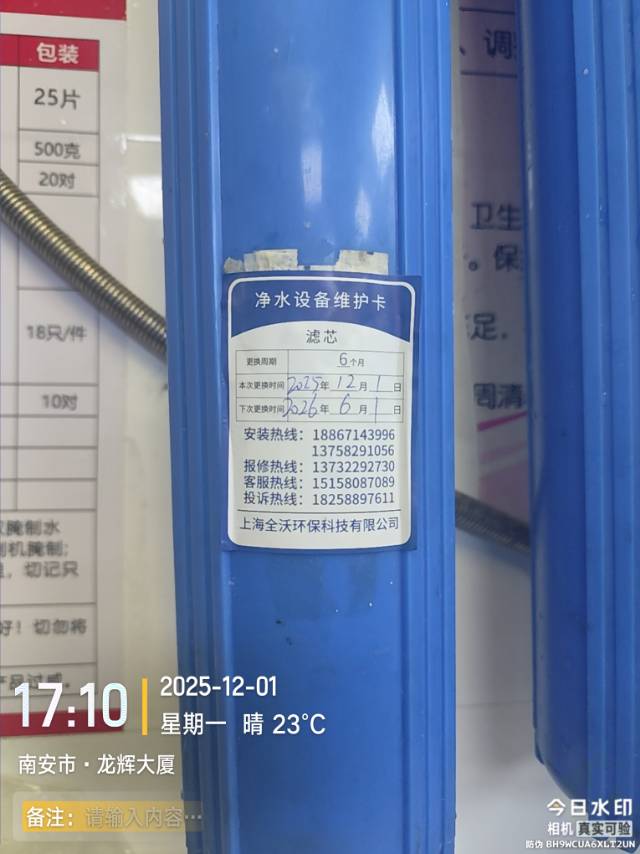 包装
25片
500克
20对
18只/件
10对
腌制水
制机腌制;
切记只
好！切勿将
、调
卫生
。保
足。
周清
净水设备维护卡
滤芯
更换周期 6个月
本次更换时间 2025年 12月 1日
下次更换时间 2026年 6月 1日
安装热线：18867143996
13758291056
报修热线：13732292730
客服热线：15158087089
投诉热线：18258897611
上海全沃环保科技有限公司
17:10
2025-12-01
星期一 晴 23℃
南安市·龙辉大厦
备注：请输入内容…
今日水印
相机 真实可验
防伪 BH9WCUA6XLT2UN